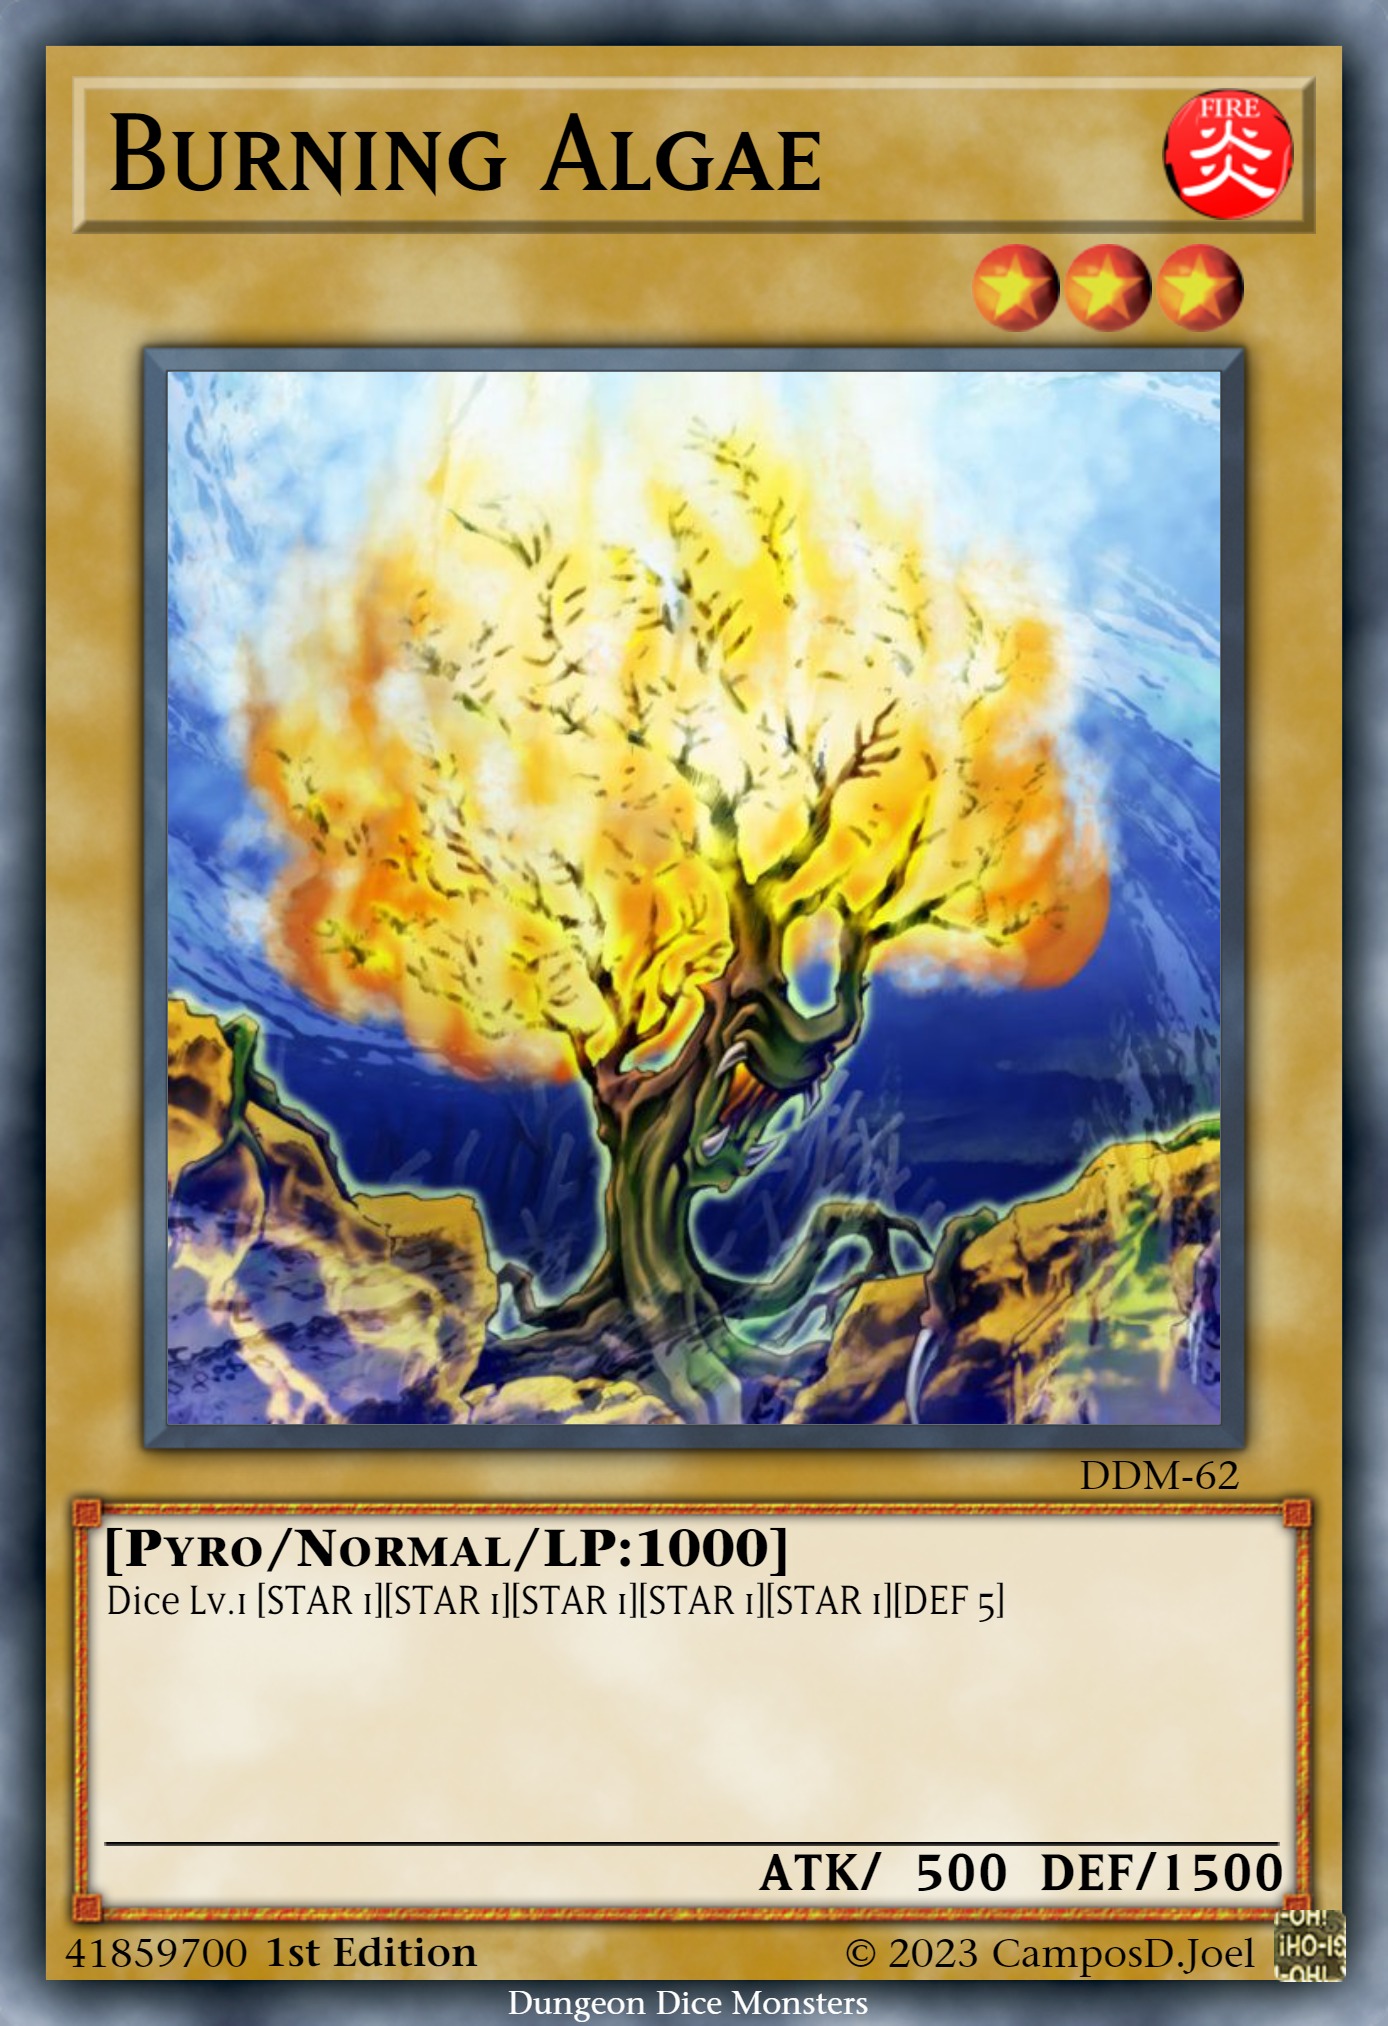 Burning Algae
FIRE
炎
DDM-62
[Pyro/Normal/LP:1000]
Dice Lv.1 [STAR 1][STAR 1][STAR 1][STAR 1][STAR 1][DEF 5]
ATK/ 500 DEF/1500
41859700 1st Edition
© 2023 CamposD.Joel
Dungeon Dice Monsters